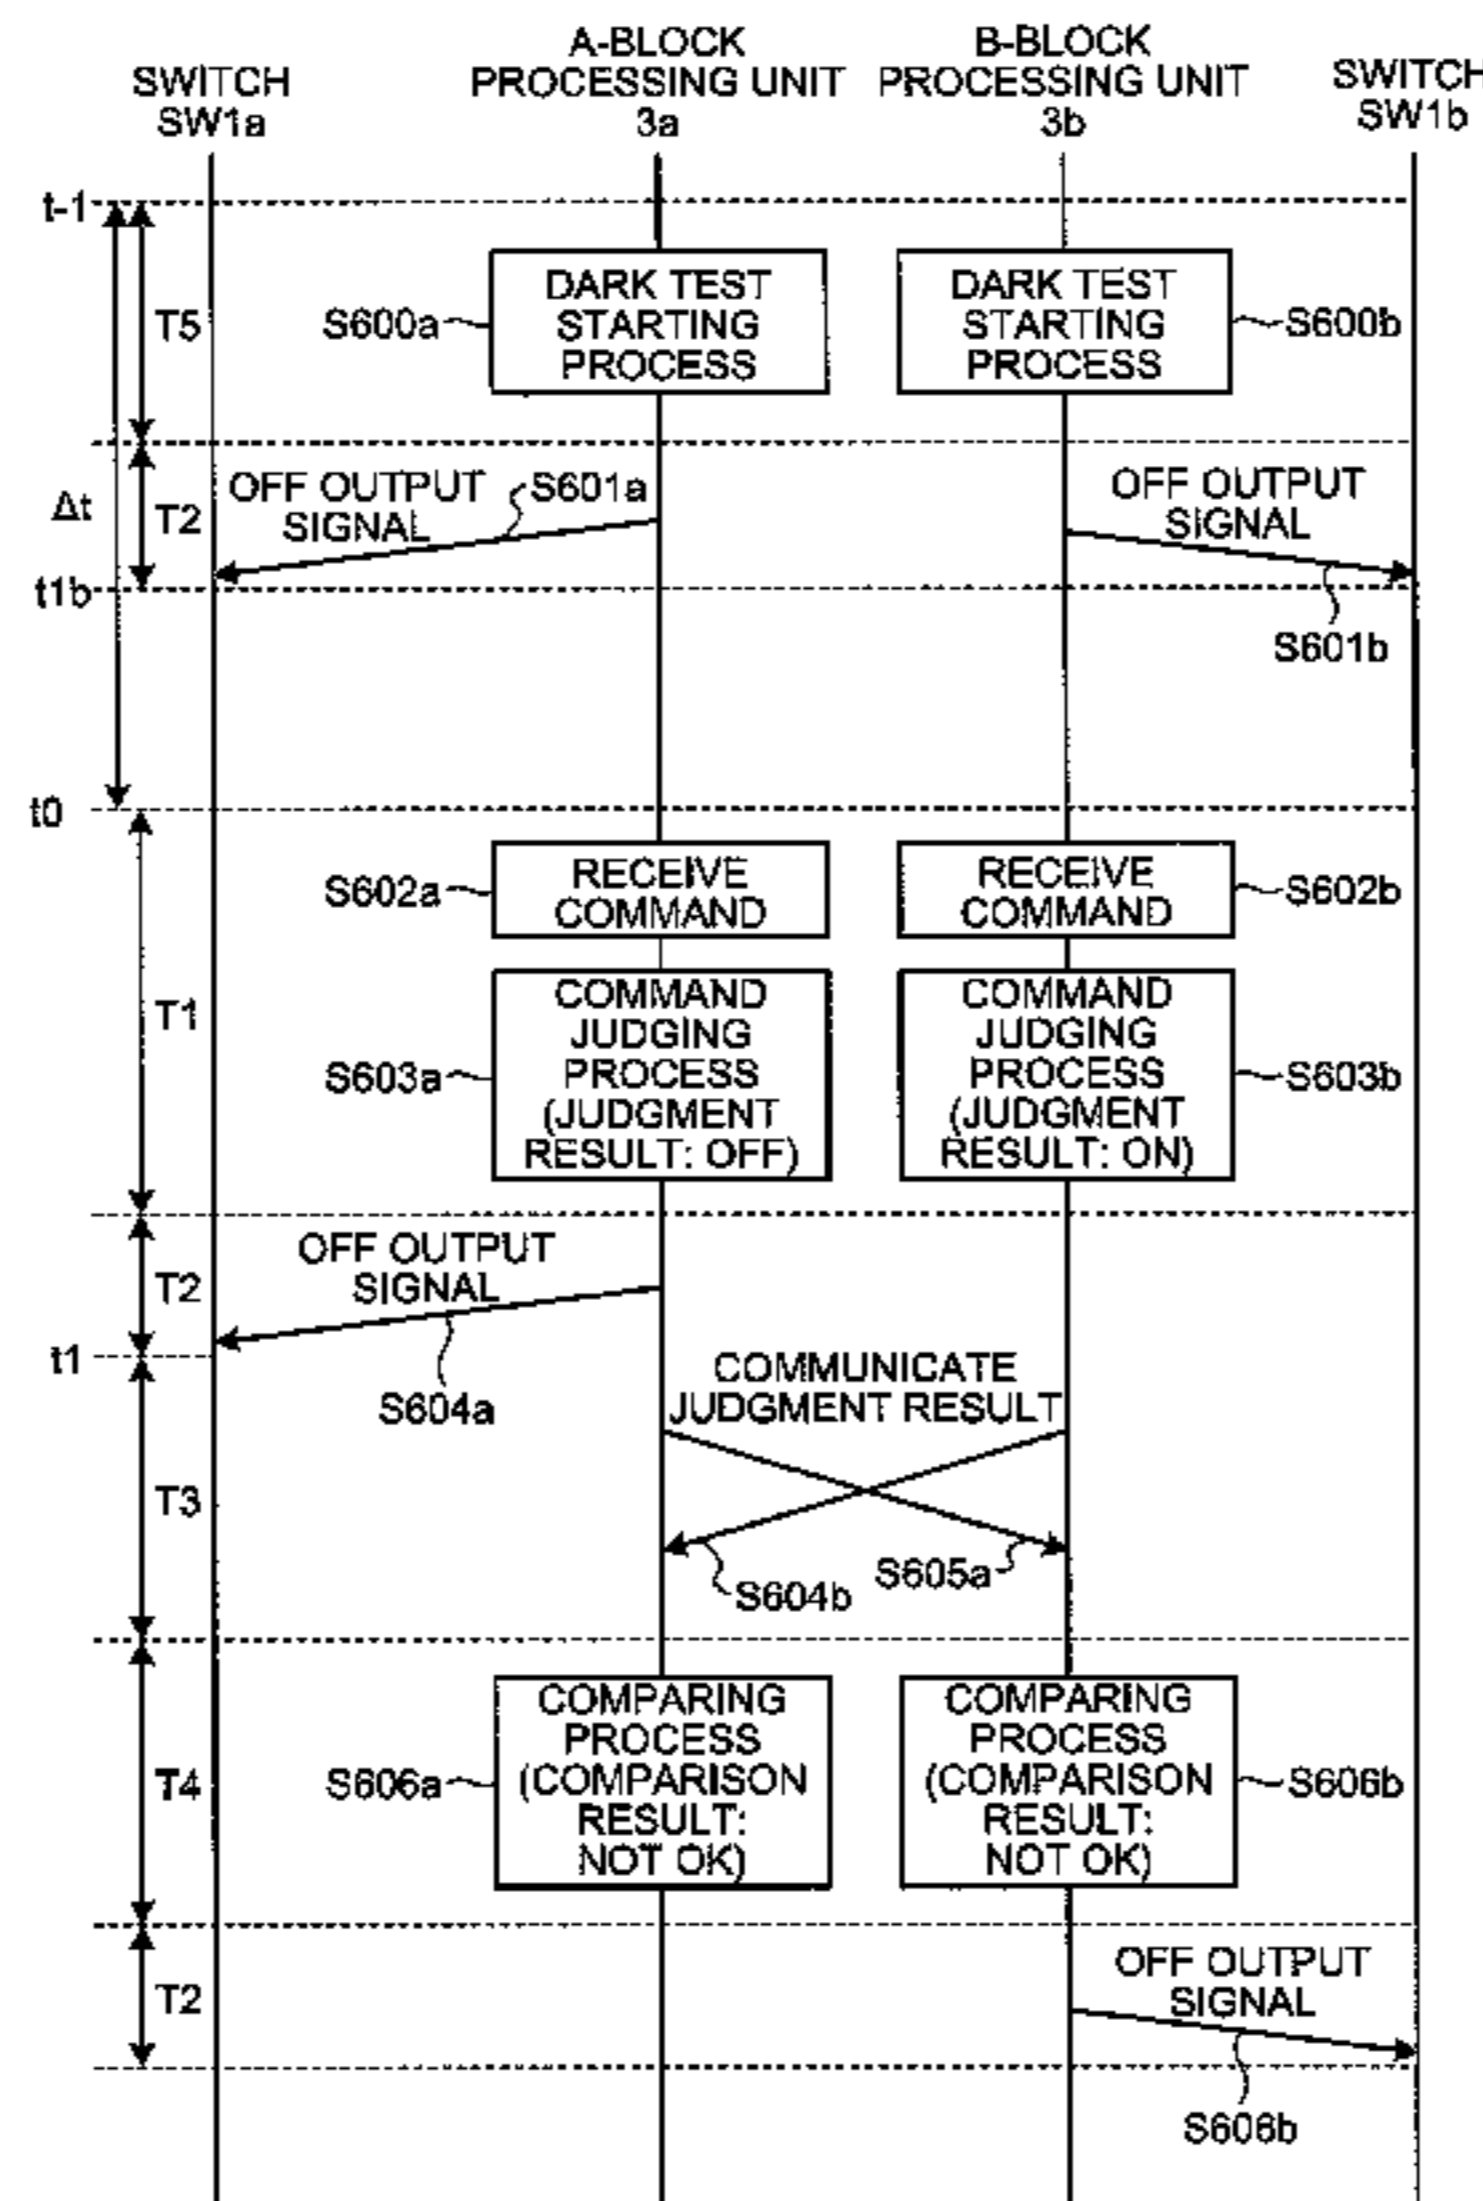 SWITCH
SW1a
A-BLOCK
PROCESSING UNIT
3a
B-BLOCK
PROCESSING UNIT
3b
SWITCH
SW1b
t-1
T5
S600a
DARK TEST
STARTING
PROCESS
DARK TEST
STARTING
PROCESS
S600b
Δt
T2
OFF OUTPUT
SIGNAL
S601a
OFF OUTPUT
SIGNAL
t1b
S601b
t0
S602a
RECEIVE
COMMAND
RECEIVE
COMMAND
S602b
T1
S603a
COMMAND
JUDGING
PROCESS
(JUDGMENT
RESULT: OFF)
COMMAND
JUDGING
PROCESS
(JUDGMENT
RESULT: ON)
S603b
T2
OFF OUTPUT
SIGNAL
t1
S604a
COMMUNICATE
JUDGMENT RESULT
T3
S604b
S605a
T4
S606a
COMPARING
PROCESS
(COMPARISON
RESULT:
NOT OK)
COMPARING
PROCESS
(COMPARISON
RESULT:
NOT OK)
S606b
T2
OFF OUTPUT
SIGNAL
S606b